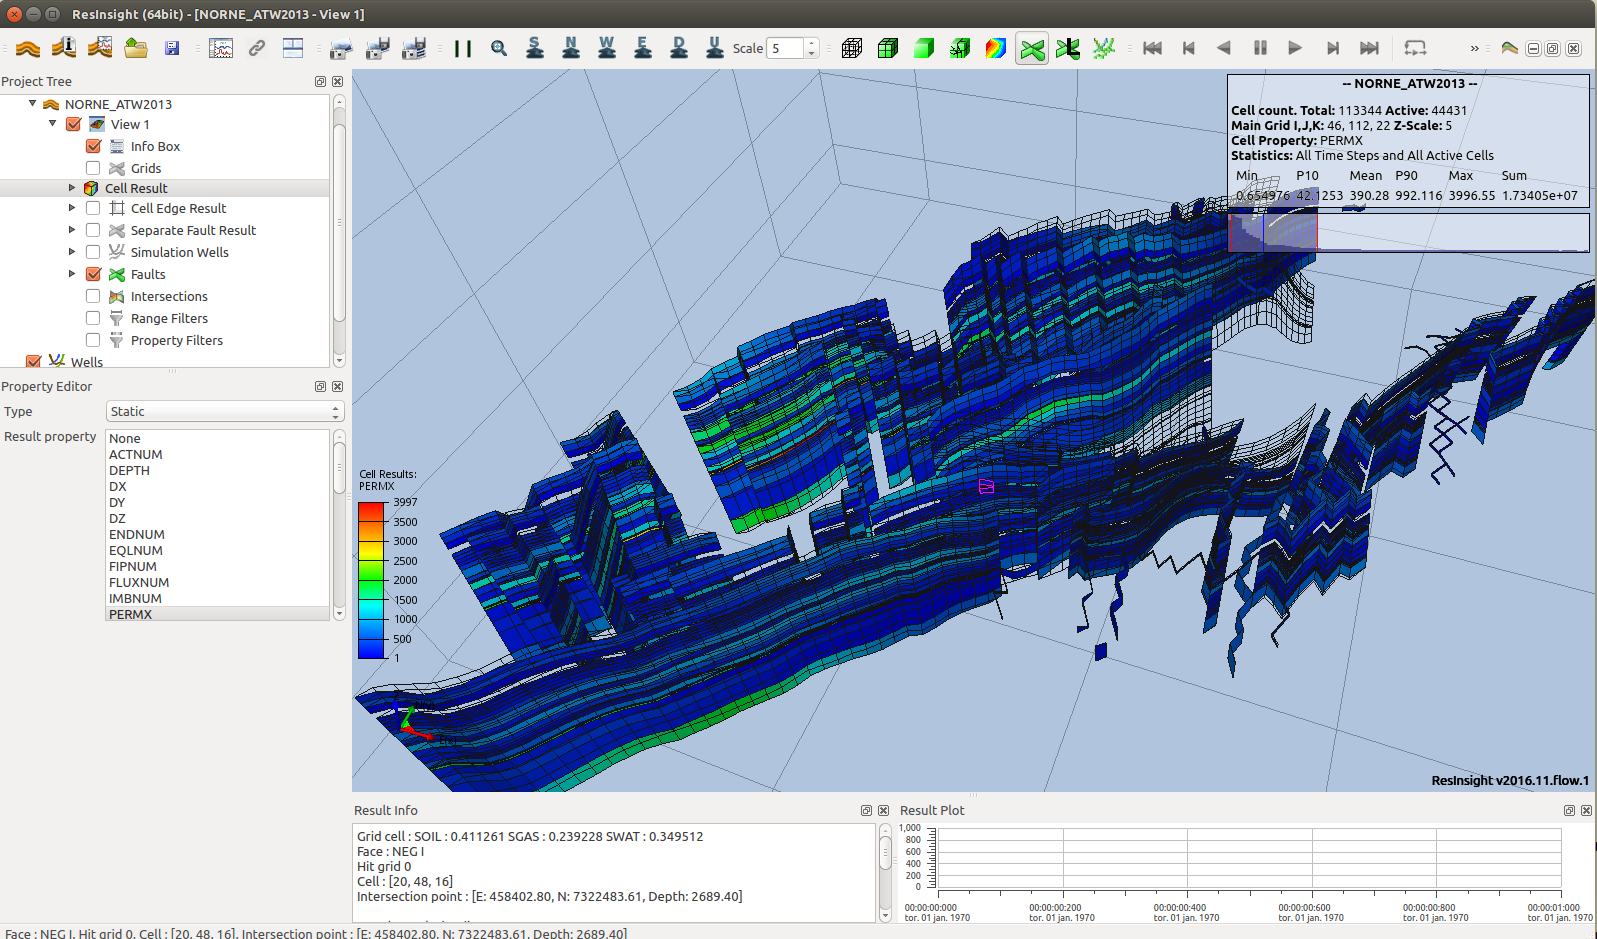 ResInsight (64bit) - [NORNE_ATW2013 - View 1]
S N W E D U Scale 5 »
Project Tree
NORNE_ATW2013
View 1
Info Box
Grids
Cell Result
Cell Edge Result
Separate Fault Result
Simulation Wells
Faults
Intersections
Range Filters
Property Filters
Wells
Property Editor
Type Static
Result property
None
ACTNUM
DEPTH
DX
DY
DZ
ENDNUM
EQLNUM
FIPNUM
FLUXNUM
IMBNUM
PERMX
-- NORNE_ATW2013 --
Cell count. Total: 113344 Active: 44431
Main Grid I,J,K: 46, 112, 22 Z-Scale: 5
Cell Property: PERMX
Statistics: All Time Steps and All Active Cells
Min P10 Mean P90 Max Sum
0.654976 42.1253 390.28 992.116 3996.55 1.73405e+07
Cell Results:
PERMX
3997
3500
3000
2500
2000
1500
1000
500
1
ResInsight v2016.11.flow.1
Result Info
Grid cell : SOIL : 0.411261 SGAS : 0.239228 SWAT : 0.349512
Face : NEG I
Hit grid 0
Cell : [20, 48, 16]
Intersection point : [E: 458402.80, N: 7322483.61, Depth: 2689.40]
Result Plot
1,000
800
600
400
200
0
00:00:00:000 00:00:00:200 00:00:00:400 00:00:00:600 00:00:00:800 00:00:01:000
tor. 01 jan. 1970 tor. 01 jan. 1970 tor. 01 jan. 1970 tor. 01 jan. 1970 tor. 01 jan. 1970 tor. 01 jan. 1970
Face : NEG I, Hit grid 0, Cell : [20, 48, 16], Intersection point : [E: 458402.80, N: 7322483.61, Depth: 2689.40]